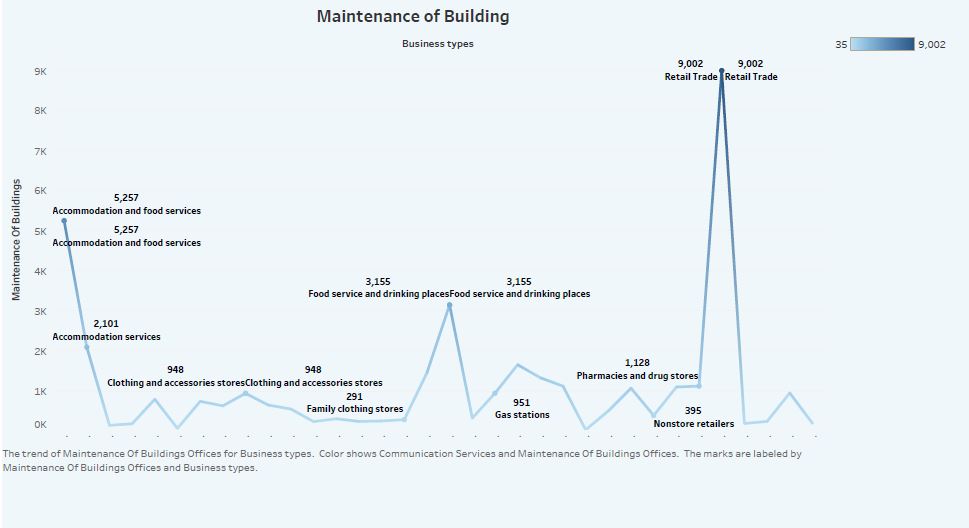 Maintenance of Building
Business types
35 9,002
9K
8K
7K
6K
5K
4K
3K
2K
1K
0K
Maintenance Of Buildings
9,002 9,002
Retail Trade Retail Trade
5,257
Accommodation and food services
5,257
Accommodation and food services
3,155 3,155
Food service and drinking places Food service and drinking places
2,101
Accommodation services
948 948
Clothing and accessories stores Clothing and accessories stores
291
Family clothing stores
951
Gas stations
1,128
Pharmacies and drug stores
395
Nonstore retailers
The trend of Maintenance Of Buildings Offices for Business types. Color shows Communication Services and Maintenance Of Buildings Offices. The marks are labeled by
Maintenance Of Buildings Offices and Business types.